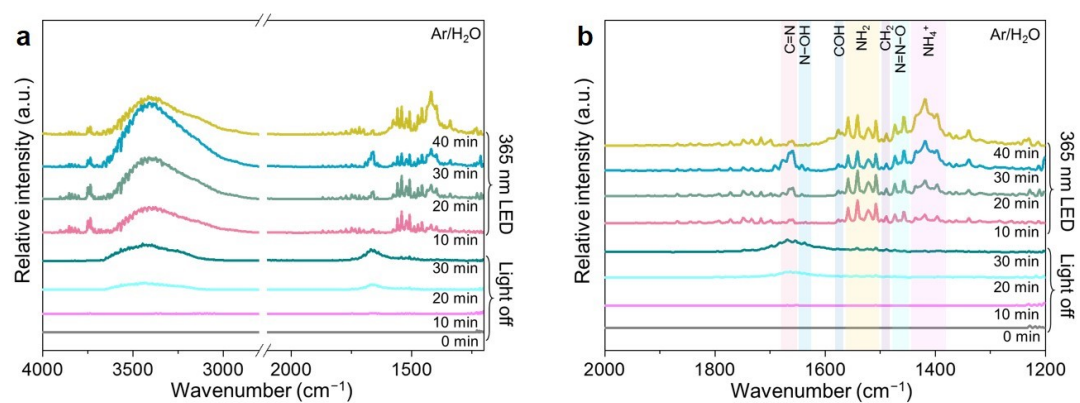 a
Ar/H₂O
Relative intensity (a.u.)
40 min
30 min
20 min
10 min
30 min
20 min
10 min
0 min
365 nm LED
Light off
4000
3500
3000
2000
1500
Wavenumber (cm⁻¹)
b
C=N
N−OH
COH
NH₂
CH₂
N=N−O
NH₄⁺
Ar/H₂O
Relative intensity (a.u.)
40 min
30 min
20 min
10 min
30 min
20 min
10 min
0 min
365 nm LED
Light off
2000
1800
1600
1400
1200
Wavenumber (cm⁻¹)